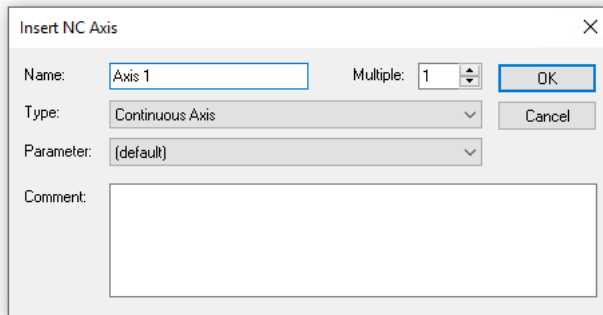 Insert NC Axis
Name: Axis 1 Multiple: 1 OK
Type: Continuous Axis Cancel
Parameter: (default)
Comment: